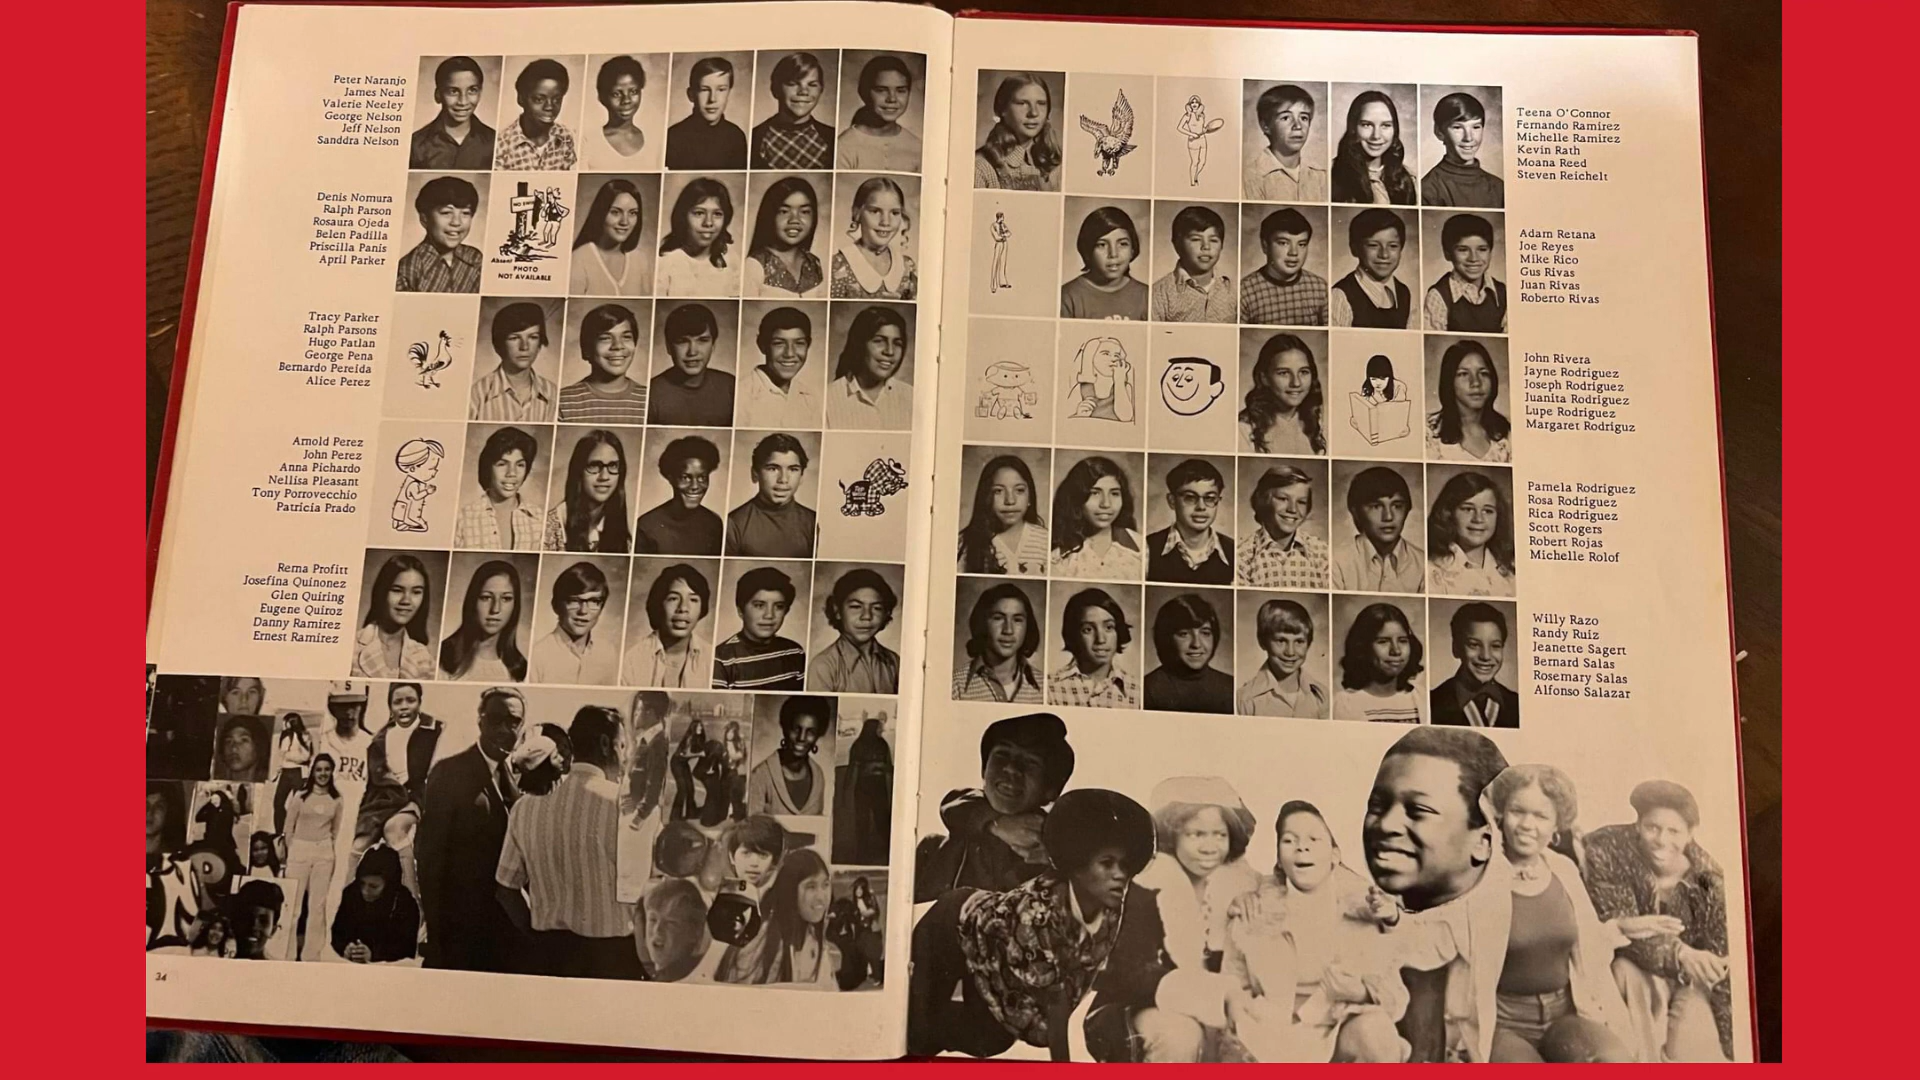 Peter Naranjo
James Neal
Valerie Neeley
George Nelson
Jeff Nelson
Sanddra Nelson
Denis Nomura
Ralph Parson
Rosaura Ojeda
Belen Padilla
Priscilla Panis
April Parker
NO SWIM
Absent
PHOTO
NOT AVAILABLE
Tracy Parker
Ralph Parsons
Hugo Patlan
George Pena
Bernardo Pereida
Alice Perez
Arnold Perez
John Perez
Anna Pichardo
Nellisa Pleasant
Tony Porrovecchio
Patricia Prado
Rema Profitt
Josefina Quinonez
Glen Quiring
Eugene Quiroz
Danny Ramirez
Ernest Ramirez
S
PPA
B
34
Teena O'Connor
Fernando Ramirez
Michelle Ramirez
Kevin Rath
Moana Reed
Steven Reichelt
Adam Retana
Joe Reyes
Mike Rico
Gus Rivas
Juan Rivas
Roberto Rivas
John Rivera
Jayne Rodriguez
Joseph Rodriguez
Juanita Rodriguez
Lupe Rodriguez
Margaret Rodriguz
Pamela Rodriguez
Rosa Rodriguez
Rica Rodriguez
Scott Rogers
Robert Rojas
Michelle Rolof
Willy Razo
Randy Ruiz
Jeanette Sagert
Bernard Salas
Rosemary Salas
Alfonso Salazar